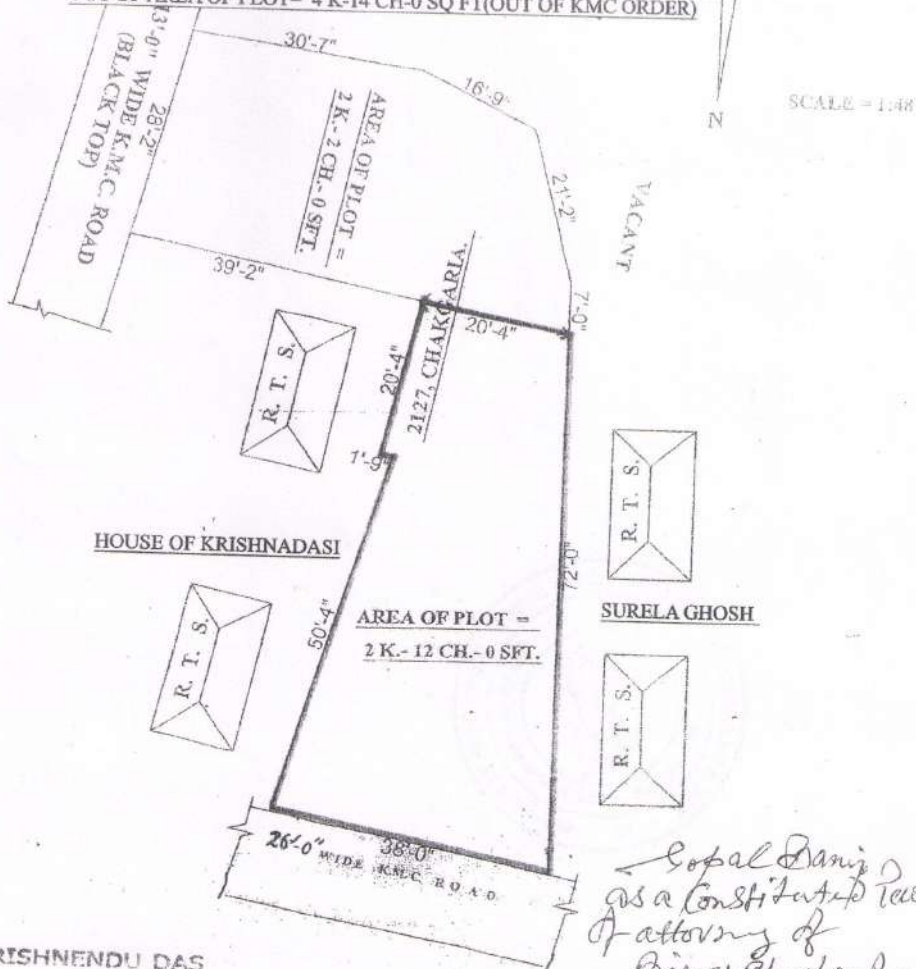 AREA OF PLOT= 4 K-14 CH-0 SQ FT(OUT OF KMC ORDER)
30'-7"
16'-9"
13'-0" WIDE K.M.C. ROAD
(BLACK TOP)
28'-2"
AREA OF PLOT =
2 K.- 2 CH.- 0 SFT.
N
SCALE = 1:48
21'-2"
VACANT
39'-2"
7'-0"
20'-4"
2127, CHAKGARIA.
20'-4"
R. T. S.
1'-9"
R. T. S.
HOUSE OF KRISHNADASI
72'-0"
50'-4"
AREA OF PLOT =
2 K.- 12 CH.- 0 SFT.
SURELA GHOSH
R. T. S.
R. T. S.
38'-0"
26'-0" WIDE KMC ROAD
Gopal
as a Constituted
of attorney of
RISHNENDU DAS